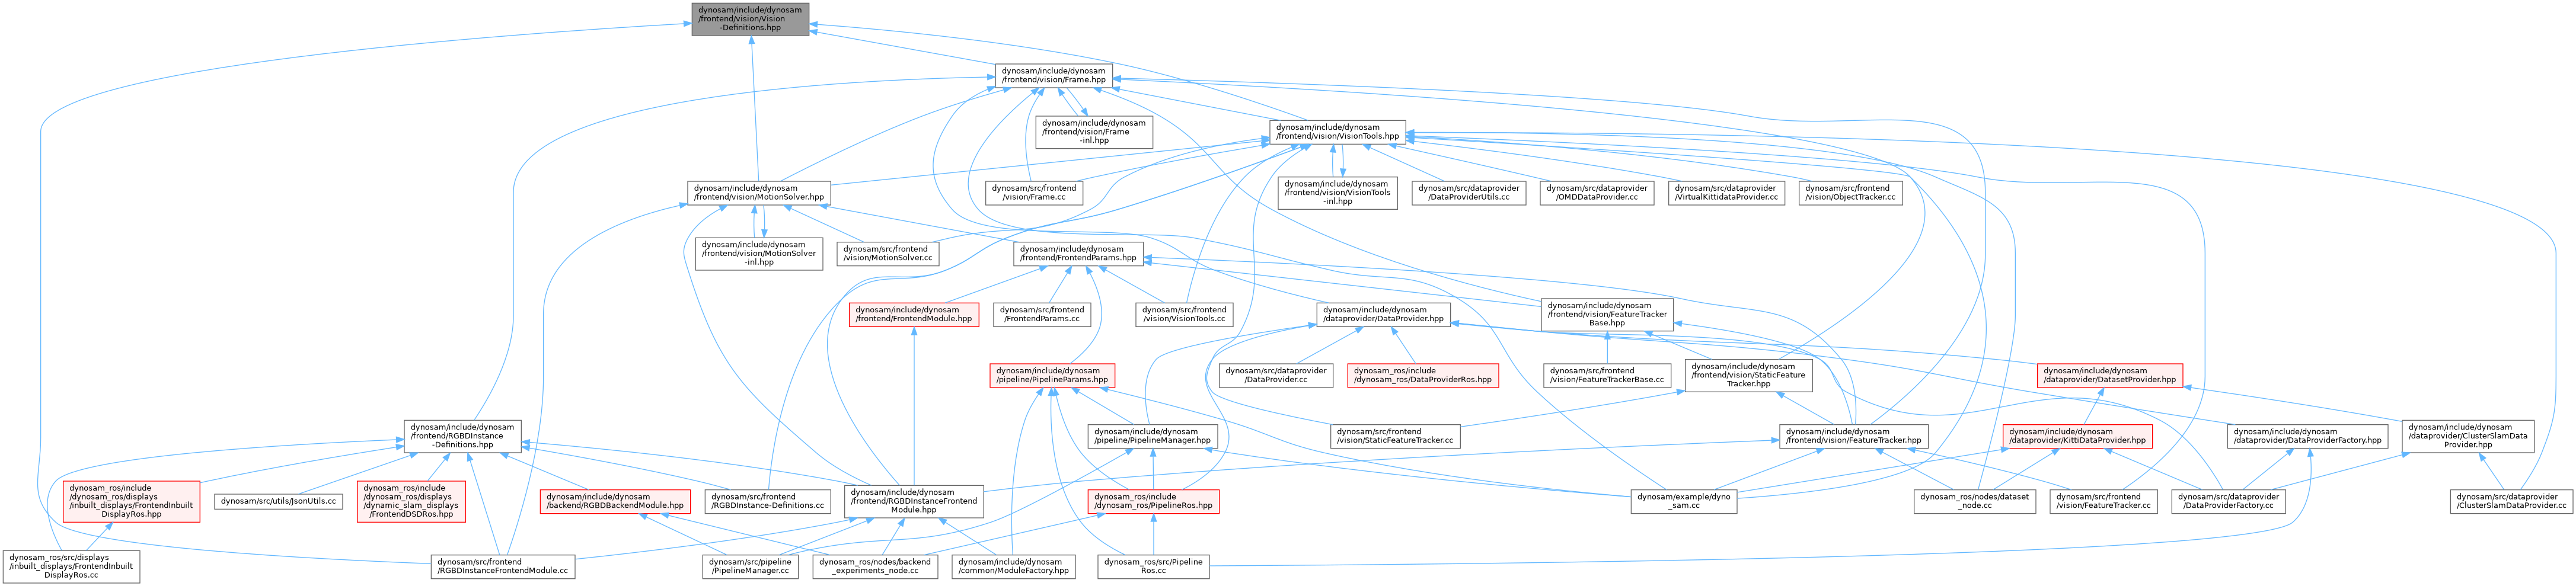 dynosam/include/dynosam
/frontend/vision/Vision
-Definitions.hpp
dynosam/include/dynosam
/frontend/vision/Frame.hpp
dynosam/include/dynosam
/frontend/vision/Frame
-inl.hpp
dynosam/include/dynosam
/frontend/vision/VisionTools.hpp
dynosam/include/dynosam
/frontend/vision/MotionSolver.hpp
dynosam/src/frontend
/vision/Frame.cc
dynosam/include/dynosam
/frontend/vision/VisionTools
-inl.hpp
dynosam/src/dataprovider
/DataProviderUtils.cc
dynosam/src/dataprovider
/OMDDataProvider.cc
dynosam/src/dataprovider
/VirtualKittidataProvider.cc
dynosam/src/frontend
/vision/ObjectTracker.cc
dynosam/include/dynosam
/frontend/vision/MotionSolver
-inl.hpp
dynosam/src/frontend
/vision/MotionSolver.cc
dynosam/include/dynosam
/frontend/FrontendParams.hpp
dynosam/include/dynosam
/frontend/FrontendModule.hpp
dynosam/src/frontend
/FrontendParams.cc
dynosam/src/frontend
/vision/VisionTools.cc
dynosam/include/dynosam
/dataprovider/DataProvider.hpp
dynosam/include/dynosam
/frontend/vision/FeatureTracker
Base.hpp
dynosam/include/dynosam
/pipeline/PipelineParams.hpp
dynosam/src/dataprovider
/DataProvider.cc
dynosam_ros/include
/dynosam_ros/DataProviderRos.hpp
dynosam/src/frontend
/vision/FeatureTrackerBase.cc
dynosam/include/dynosam
/frontend/vision/StaticFeature
Tracker.hpp
dynosam/include/dynosam
/dataprovider/DatasetProvider.hpp
dynosam/include/dynosam
/frontend/RGBDInstance
-Definitions.hpp
dynosam/include/dynosam
/pipeline/PipelineManager.hpp
dynosam/src/frontend
/vision/StaticFeatureTracker.cc
dynosam/include/dynosam
/frontend/vision/FeatureTracker.hpp
dynosam/include/dynosam
/dataprovider/KittiDataProvider.hpp
dynosam/include/dynosam
/dataprovider/DataProviderFactory.hpp
dynosam/include/dynosam
/dataprovider/ClusterSlamData
Provider.hpp
dynosam_ros/include
/dynosam_ros/displays
/inbuilt_displays/FrontendInbuilt
DisplayRos.hpp
dynosam/src/utils/JsonUtils.cc
dynosam_ros/include
/dynosam_ros/displays
/dynamic_slam_displays
/FrontendDSDRos.hpp
dynosam/include/dynosam
/backend/RGBDBackendModule.hpp
dynosam/src/frontend
/RGBDInstance-Definitions.cc
dynosam/include/dynosam
/frontend/RGBDInstanceFrontend
Module.hpp
dynosam_ros/include
/dynosam_ros/PipelineRos.hpp
dynosam/example/dyno
_sam.cc
dynosam_ros/nodes/dataset
_node.cc
dynosam/src/frontend
/vision/FeatureTracker.cc
dynosam/src/dataprovider
/DataProviderFactory.cc
dynosam/src/dataprovider
/ClusterSlamDataProvider.cc
dynosam_ros/src/displays
/inbuilt_displays/FrontendInbuilt
DisplayRos.cc
dynosam/src/frontend
/RGBDInstanceFrontendModule.cc
dynosam/src/pipeline
/PipelineManager.cc
dynosam_ros/nodes/backend
_experiments_node.cc
dynosam/include/dynosam
/common/ModuleFactory.hpp
dynosam_ros/src/Pipeline
Ros.cc